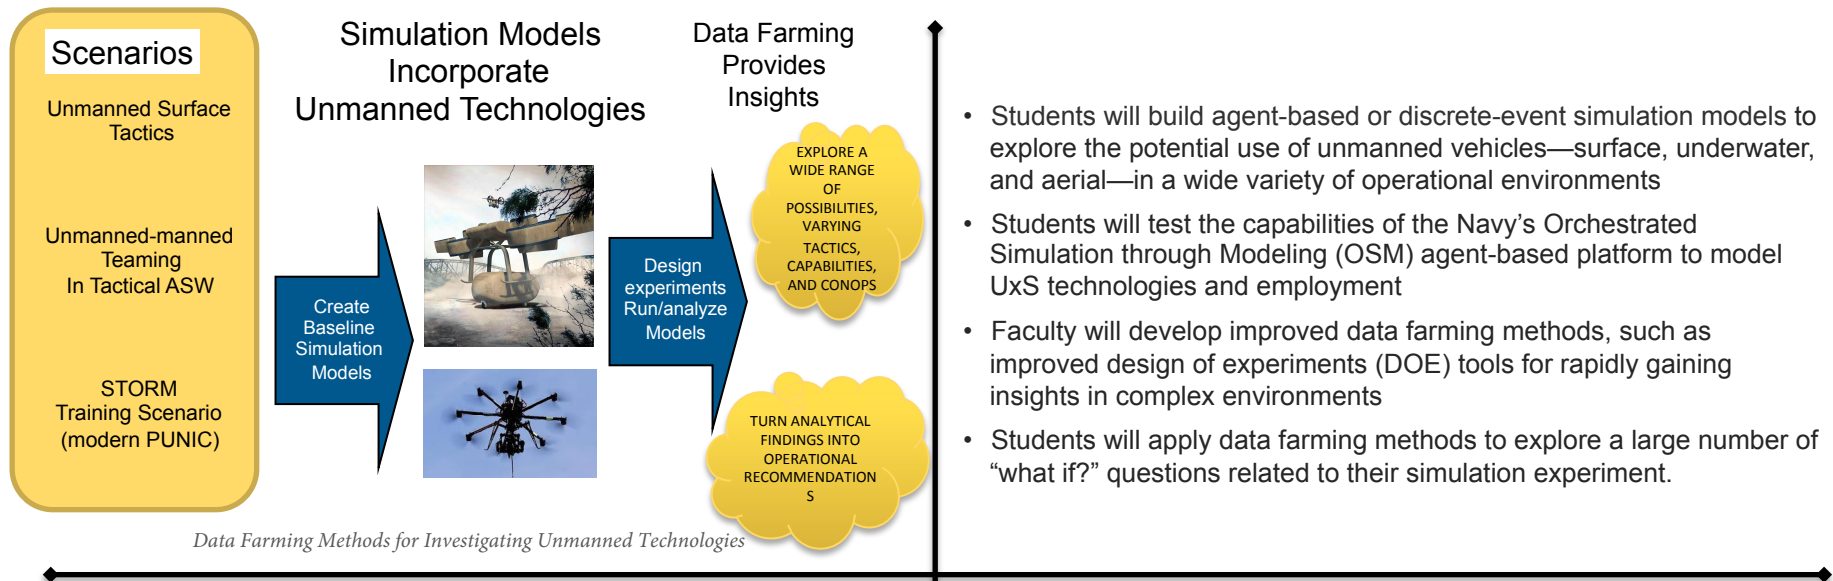 Scenarios
Unmanned Surface
Tactics
Unmanned-manned
Teaming
In Tactical ASW
STORM
Training Scenario
(modern PUNIC)
Simulation Models
Incorporate
Unmanned Technologies
Create
Baseline
Simulation
Models
Design
experiments
Run/analyze
Models
Data Farming
Provides
Insights
EXPLORE A
WIDE RANGE
OF
POSSIBILITIES,
VARYING
TACTICS,
CAPABILITIES,
AND CONOPS
TURN ANALYTICAL
FINDINGS INTO
OPERATIONAL
RECOMMENDATION
S
Data Farming Methods for Investigating Unmanned Technologies
• Students will build agent-based or discrete-event simulation models to
explore the potential use of unmanned vehicles—surface, underwater,
and aerial—in a wide variety of operational environments
• Students will test the capabilities of the Navy’s Orchestrated
Simulation through Modeling (OSM) agent-based platform to model
UxS technologies and employment
• Faculty will develop improved data farming methods, such as
improved design of experiments (DOE) tools for rapidly gaining
insights in complex environments
• Students will apply data farming methods to explore a large number of
“what if?” questions related to their simulation experiment.